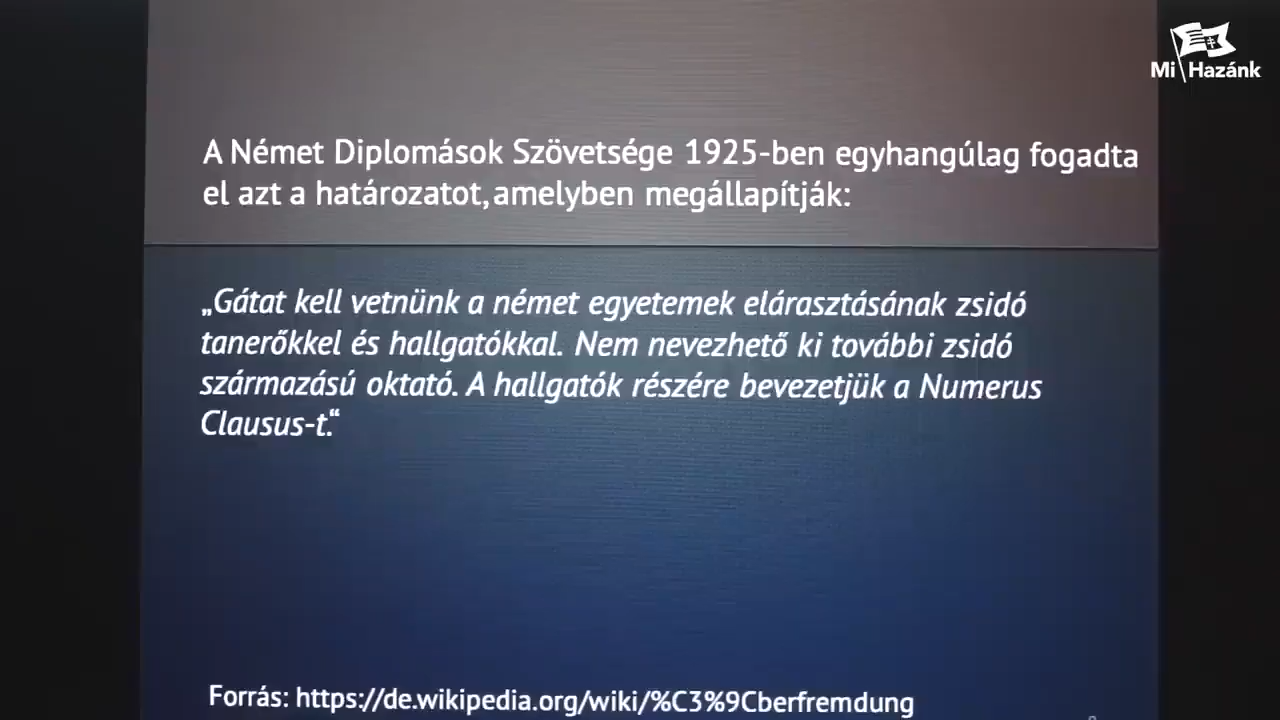 Mi Hazánk
A Német Diplomások Szövetsége 1925-ben egyhangúlag fogadta
el azt a határozatot, amelyben megállapítják:
„Gátat kell vetnünk a német egyetemek elárasztásának zsidó
tanerőkkel és hallgatókkal. Nem nevezhető ki további zsidó
származású oktató. A hallgatók részére bevezetjük a Numerus
Clausus-t.“
Forrás: https://de.wikipedia.org/wiki/%C3%9Cberfremdung